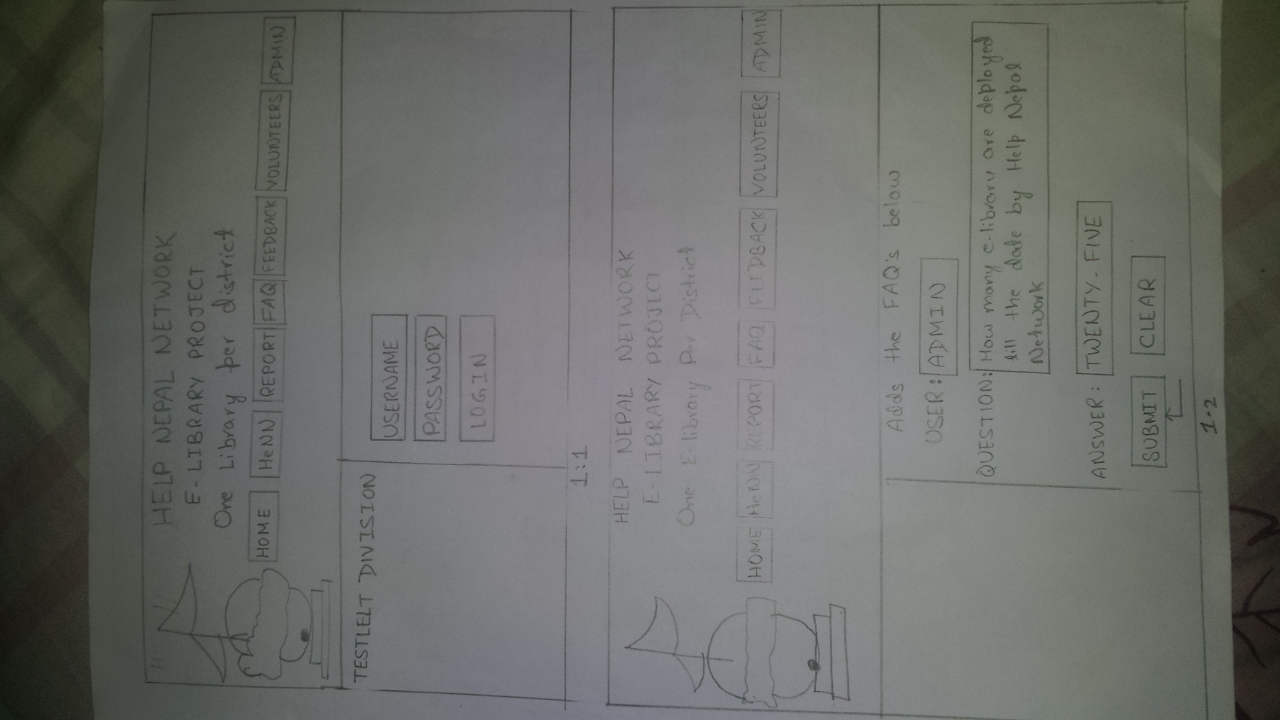 HELP NEPAL NETWORK
E-LIBRARY PROJECT
One Library per district
HOME HeNN REPORT FAQ FEEDBACK VOLUNTEERS ADMIN
TESTLELT DIVISION
USERNAME
PASSWORD
LOGIN
1:1
HELP NEPAL NETWORK
E-LIBRARY PROJECT
One E-library Per District
HOME HeNN REPORT FAQ FEEDBACK VOLUNTEERS ADMIN
Adds the FAQ's below
USER: ADMIN
QUESTION: How many e-library are deployed
till the date by Help Nepal
Network
ANSWER: TWENTY-FIVE
SUBMIT CLEAR
1-2